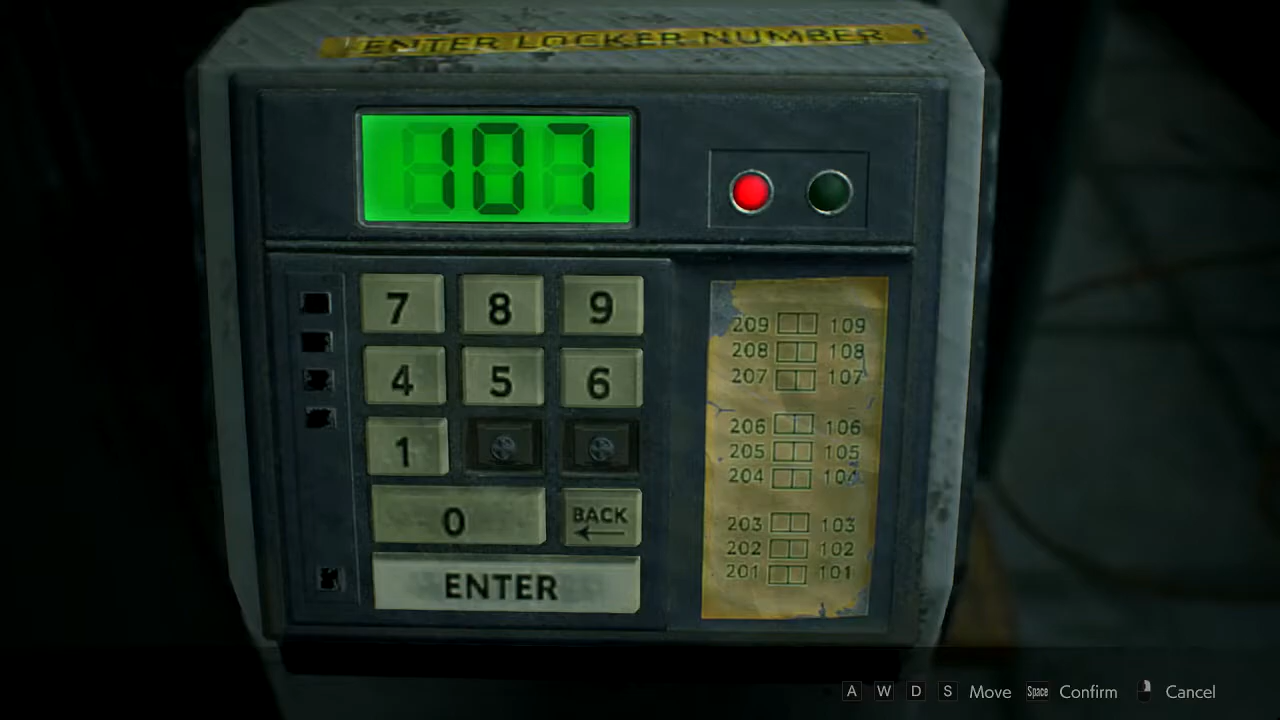 ENTER LOCKER NUMBER
107
7 8 9
4 5 6
1
0 BACK
ENTER
209 109
208 108
207 107
206 106
205 105
204 104
203 103
202 102
201 101
A W D S Move Space Confirm Cancel